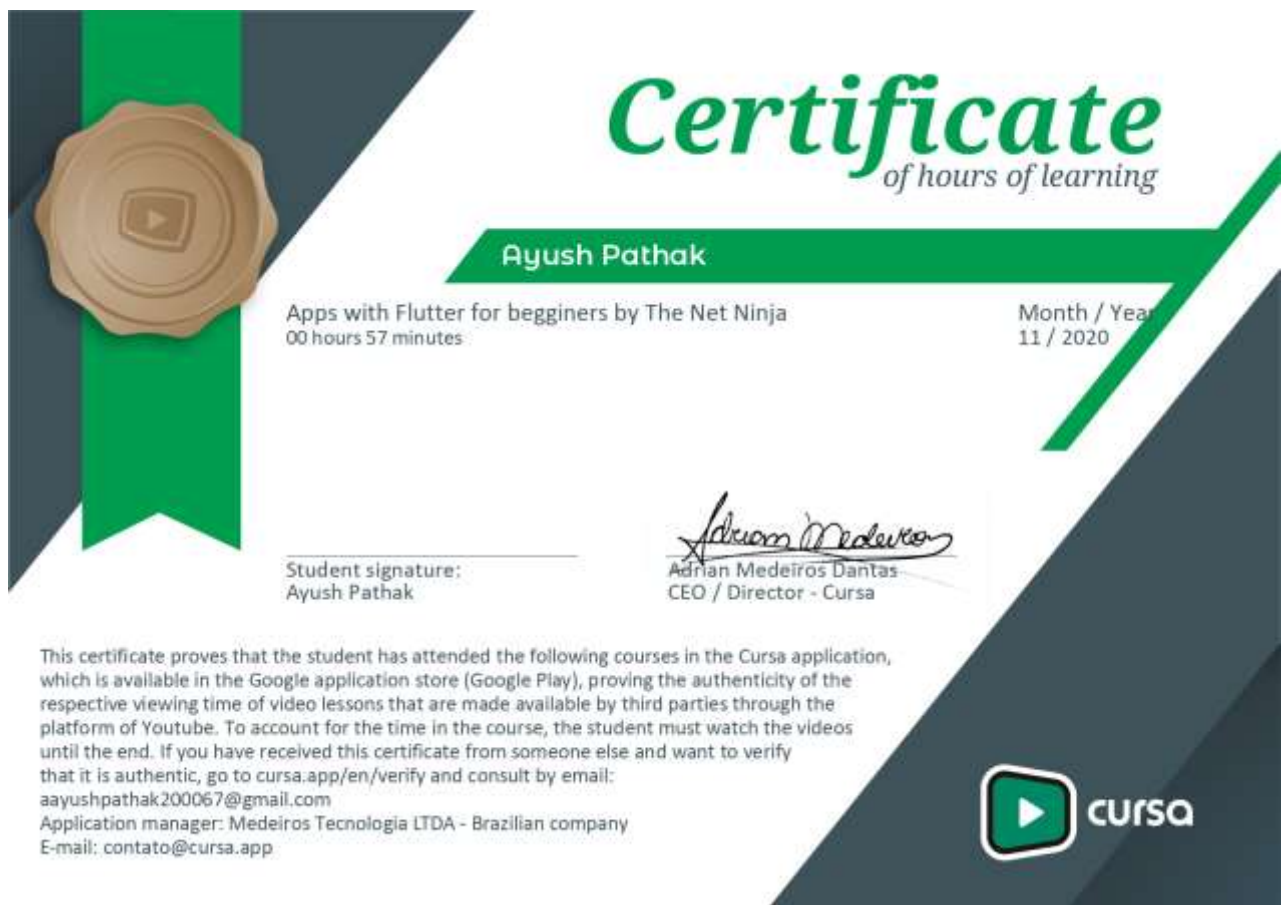 Certificate
of hours of learning
Ayush Pathak
Apps with Flutter for begginers by The Net Ninja
00 hours 57 minutes
Month / Year
11 / 2020
Adrian Medeiros
Student signature:
Ayush Pathak
Adrian Medeiros Dantas
CEO / Director - Cursa
This certificate proves that the student has attended the following courses in the Cursa application,
which is available in the Google application store (Google Play), proving the authenticity of the
respective viewing time of video lessons that are made available by third parties through the
platform of Youtube. To account for the time in the course, the student must watch the videos
until the end. If you have received this certificate from someone else and want to verify
that it is authentic, go to cursa.app/en/verify and consult by email:
aayushpathak200067@gmail.com
Application manager: Medeiros Tecnologia LTDA - Brazilian company
E-mail: contato@cursa.app
cursa